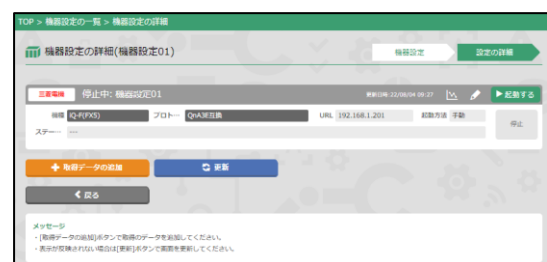 TOP > 機器設定の一覧 > 機器設定の詳細
機器設定の詳細(機器設定01)
機器設定 設定の詳細
三菱電機 停止中: 機器設定01 更新日時 22/08/04 09:27 起動する
機種 iQ-F(FX5) プロト… QnA3E互換 URL 192.168.1.201 起動方法 手動 停止
ステー… ---
取得データの追加 更新
戻る
メッセージ
・[取得データの追加]ボタンで取得のデータを追加してください。
・表示が反映されない場合は[更新]ボタンで画面を更新してください。